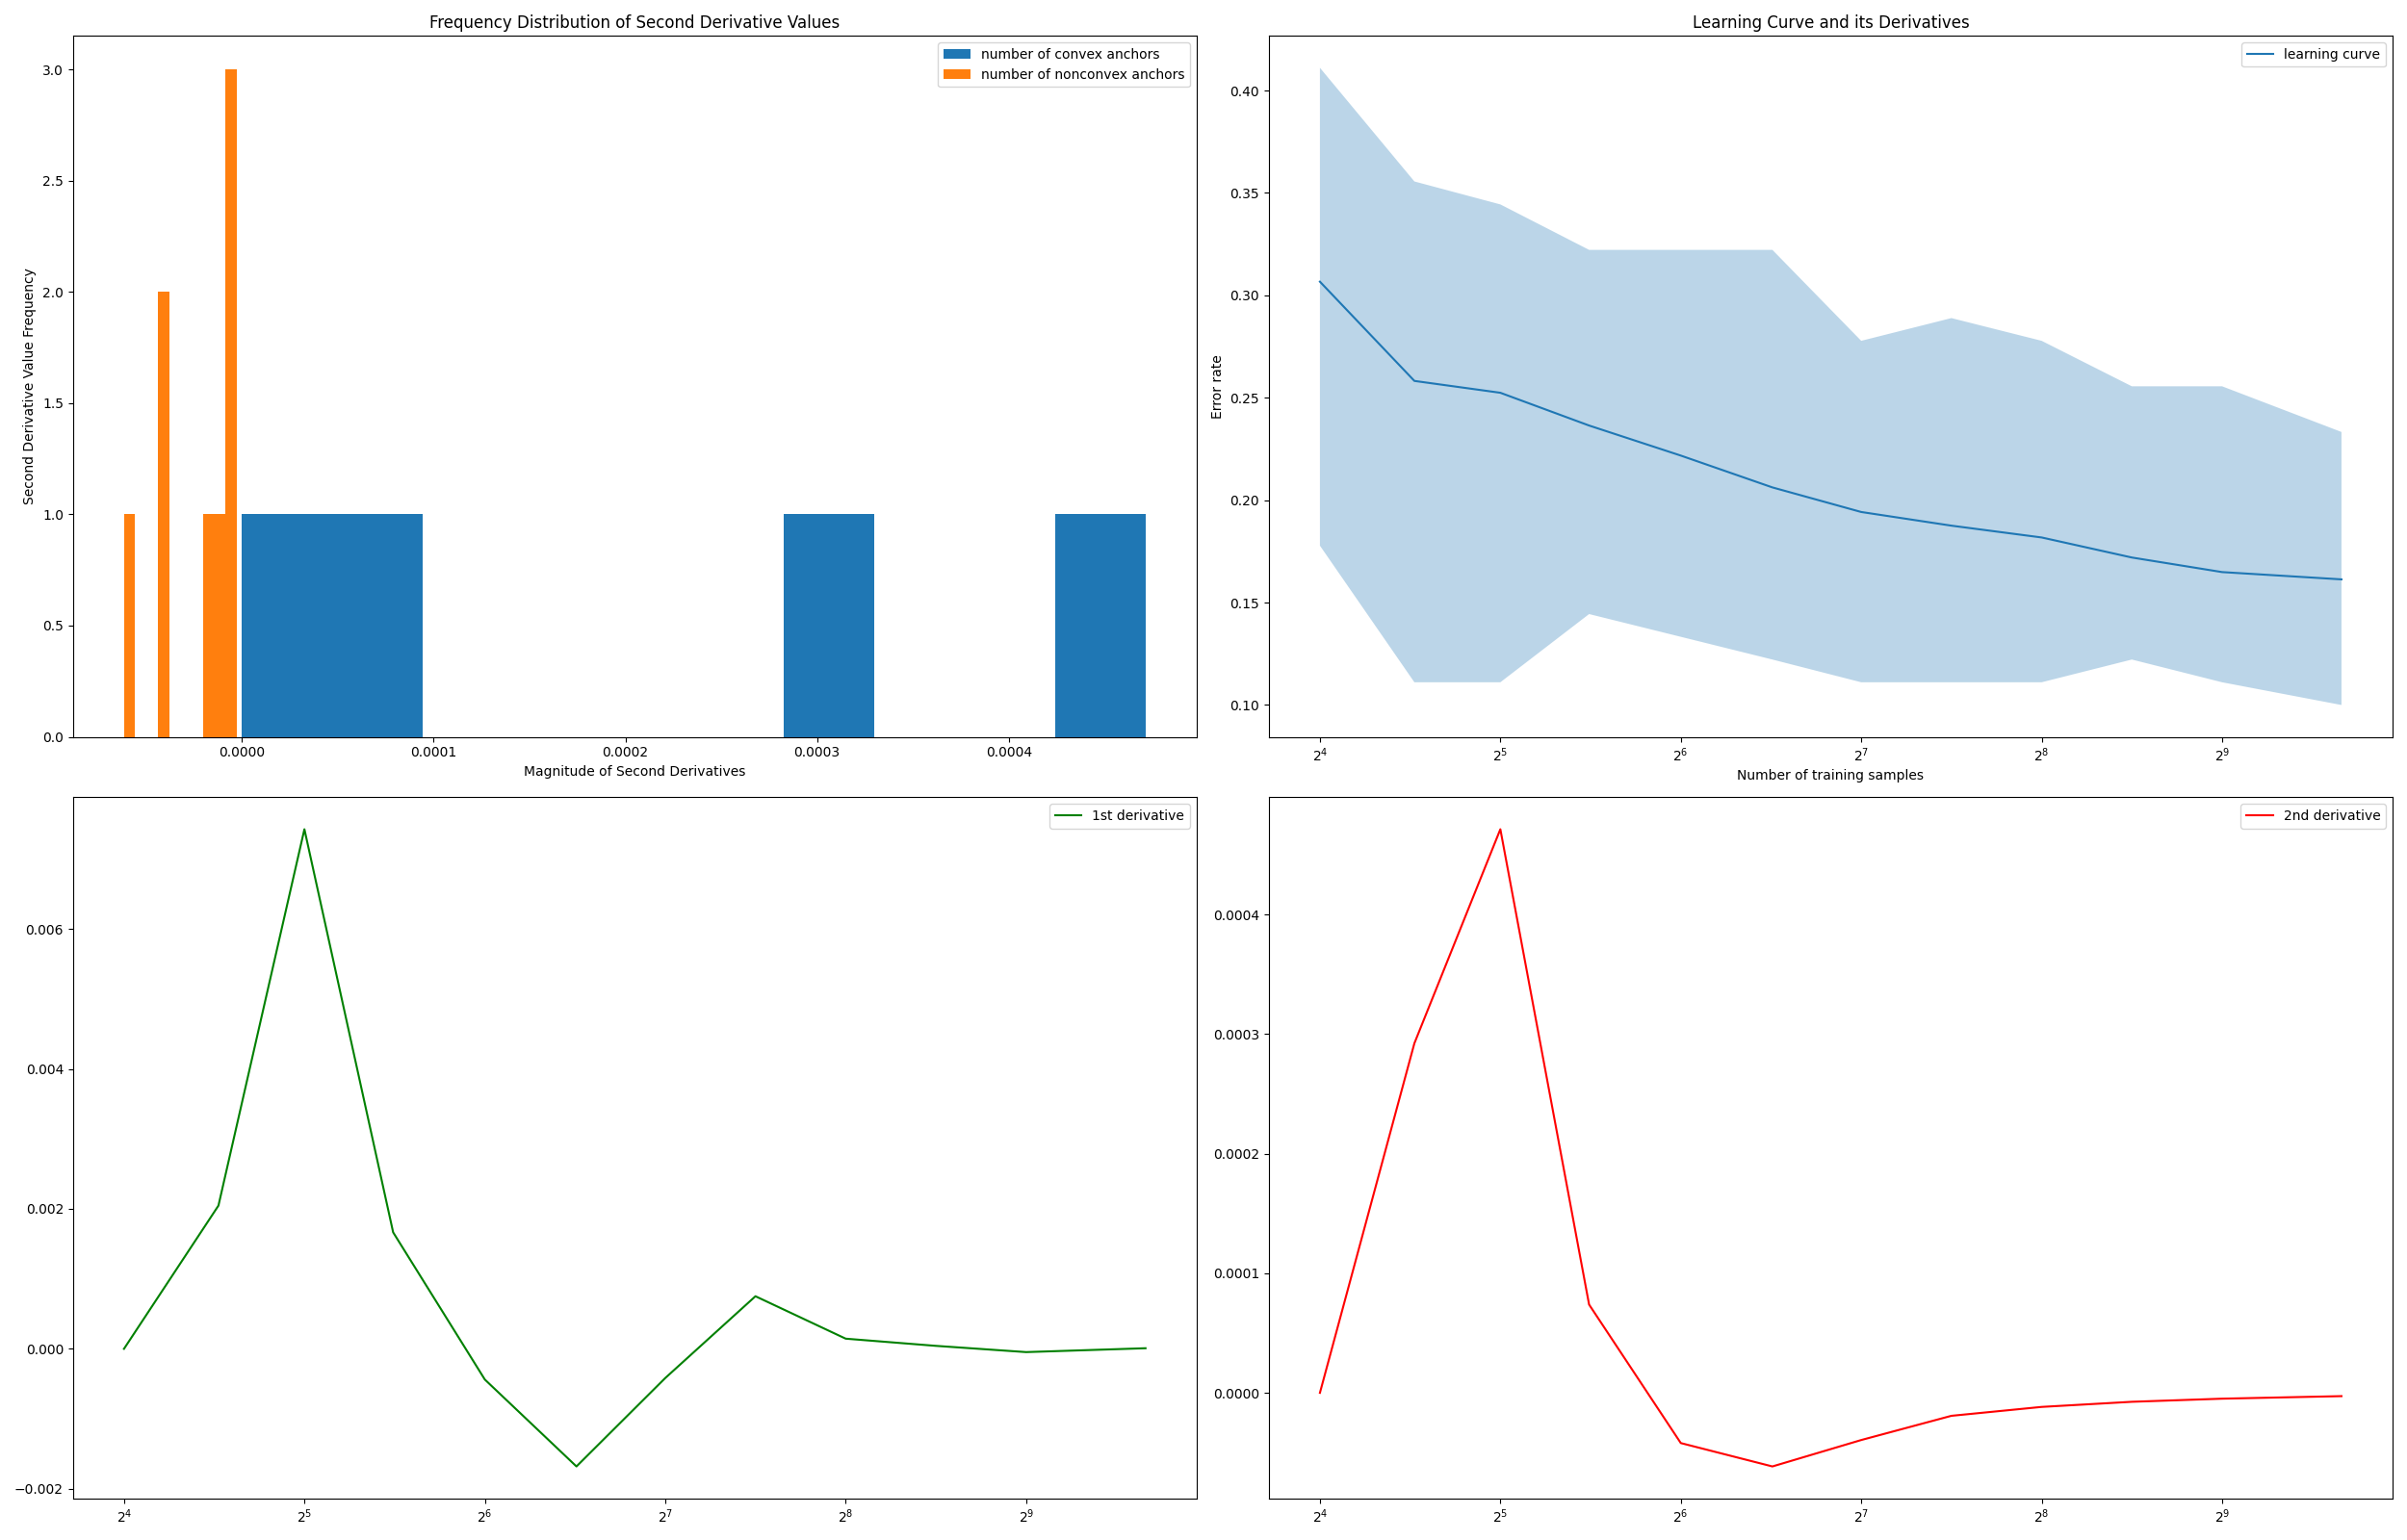 Frequency Distribution of Second Derivative Values
number of convex anchors
number of nonconvex anchors
Second Derivative Value Frequency
3.0
2.5
2.0
1.5
1.0
0.5
0.0
0.0000 0.0001 0.0002 0.0003 0.0004
Magnitude of Second Derivatives
Learning Curve and its Derivatives
learning curve
Error rate
0.40
0.35
0.30
0.25
0.20
0.15
0.10
2⁴ 2⁵ 2⁶ 2⁷ 2⁸ 2⁹
Number of training samples
1st derivative
0.006
0.004
0.002
0.000
−0.002
2⁴ 2⁵ 2⁶ 2⁷ 2⁸ 2⁹
2nd derivative
0.0004
0.0003
0.0002
0.0001
0.0000
2⁴ 2⁵ 2⁶ 2⁷ 2⁸ 2⁹